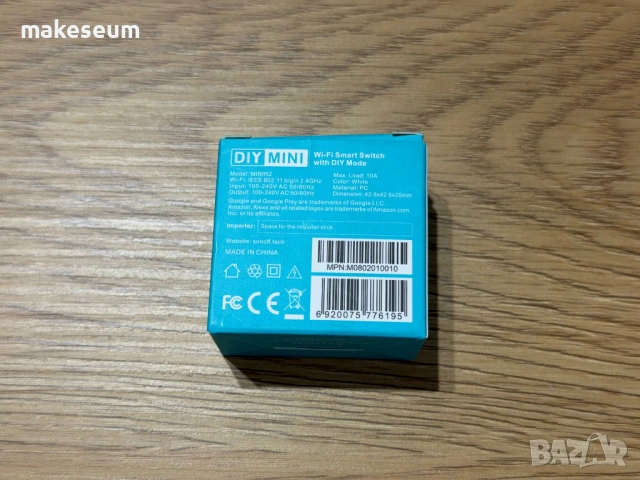 makeseum
DIY MINI
Wi-Fi Smart Switch
with DIY Mode
Model: MINIR2
Wi-Fi: IEEE 802.11 b/g/n 2.4GHz
Input: 100-240V AC 50/60Hz
Output: 100-240V AC 50/60Hz
Max. Load: 10A
Color: White
Material: PC
Dimension: 42.6x42.6x20mm
Google and Google Play are trademarks of Google LLC.
Amazon, Alexa and all related logos are trademarks of Amazon.com,
Inc. or its affiliates.
Importer: Space for the importer stick
Website: sonoff.tech
MADE IN CHINA
MPN:M0802010010
FC CE
6 920075 776195
BAZAR